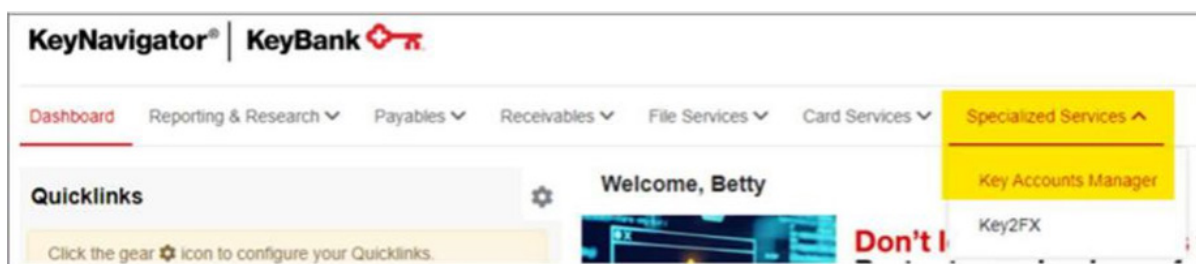 KeyNavigator® | KeyBank
Dashboard Reporting & Research Payables Receivables File Services Card Services Specialized Services
Key Accounts Manager
Key2FX
Quicklinks
Click the gear icon to configure your Quicklinks.
Welcome, Betty
Don't